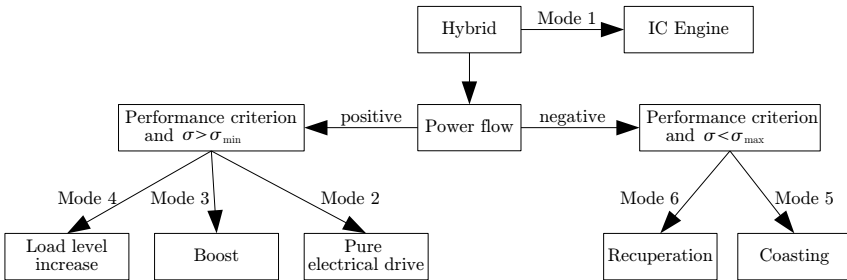 Hybrid
Mode 1
IC Engine
Performance criterion
and σ>σmin
positive
Power flow
negative
Performance criterion
and σ<σmax
Mode 4
Mode 3
Mode 2
Mode 6
Mode 5
Load level
increase
Boost
Pure
electrical drive
Recuperation
Coasting